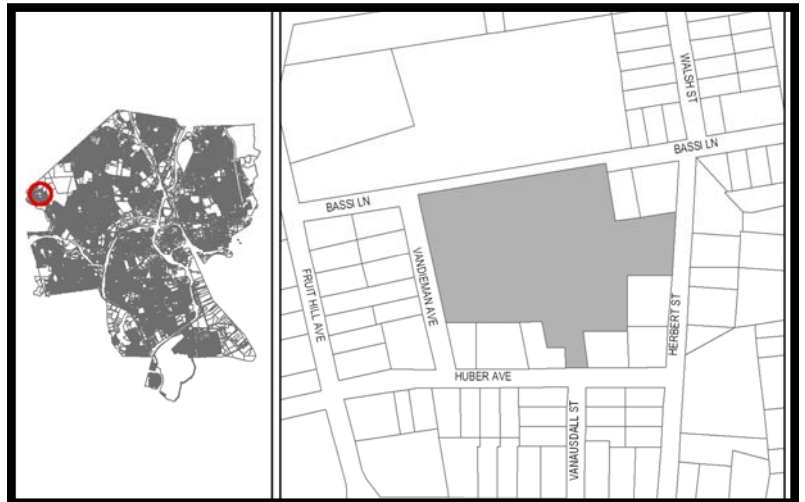 WALSH ST
BASSI LN
BASSI LN
FRUIT HILL AVE
VANDIEMAN AVE
HERBERT ST
HUBER AVE
VANAUSDALL ST